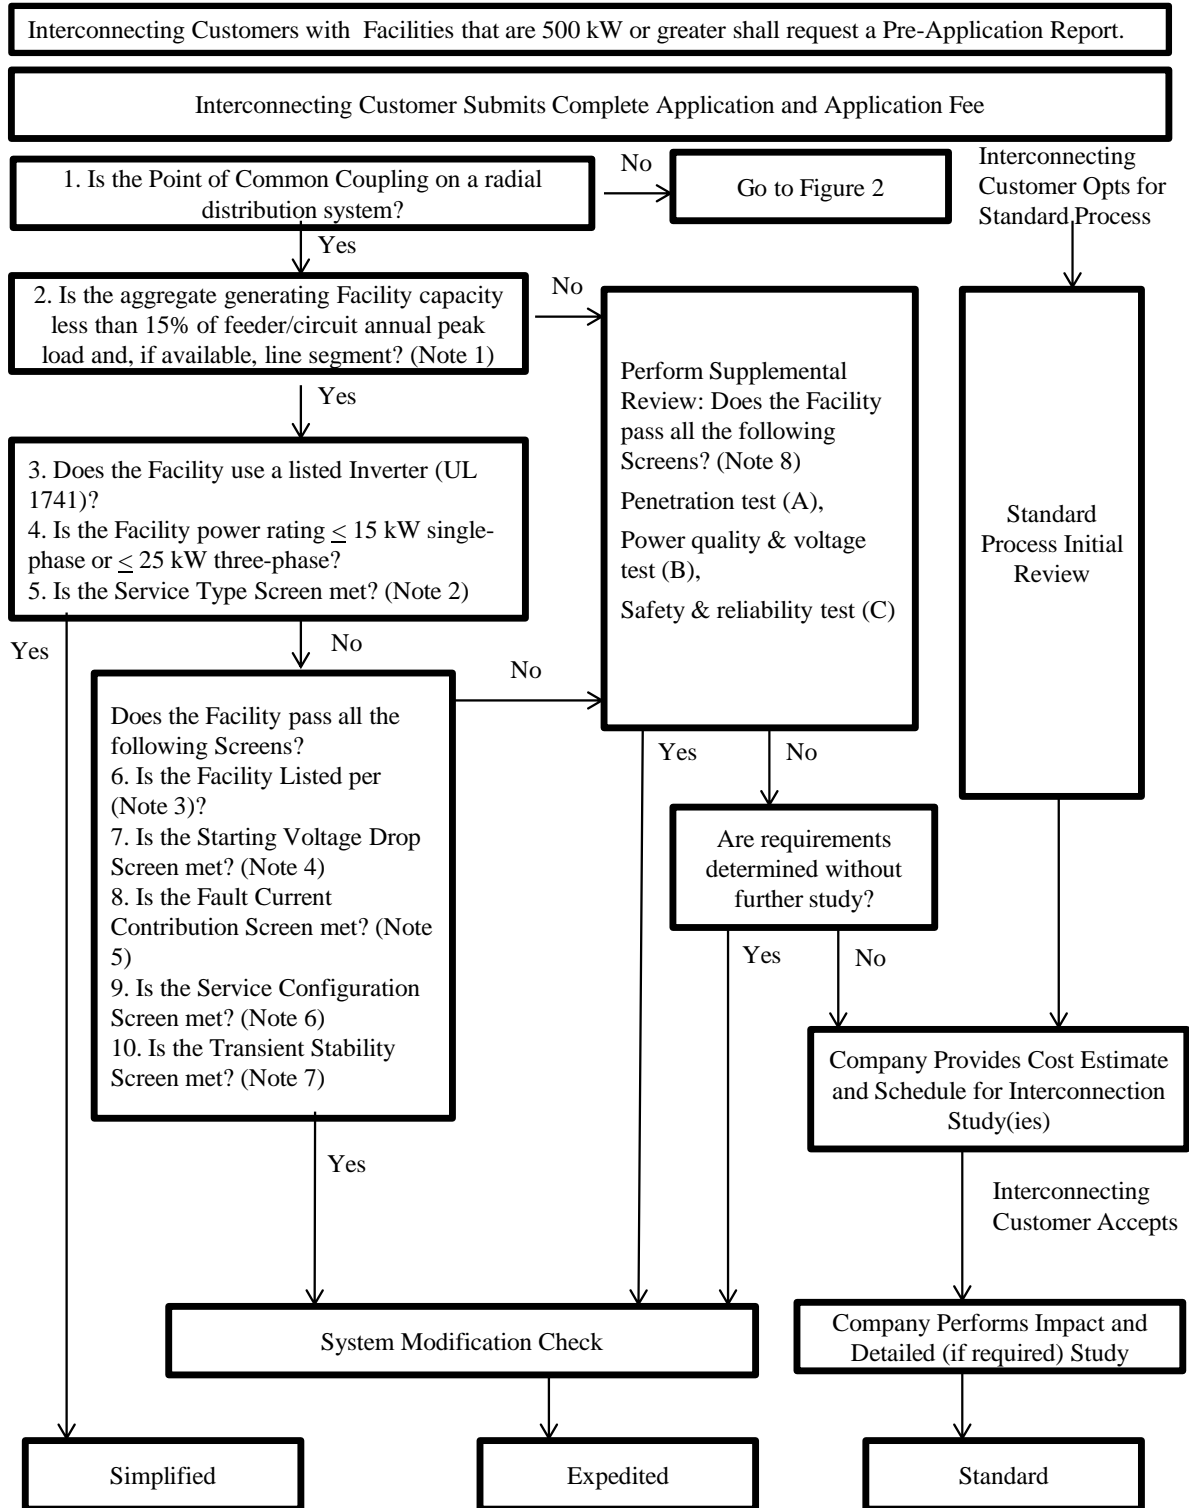 Interconnecting Customers with Facilities that are 500 kW or greater shall request a Pre-Application Report.
Interconnecting Customer Submits Complete Application and Application Fee
1. Is the Point of Common Coupling on a radial
distribution system?
No
Go to Figure 2
Interconnecting
Customer Opts for
Standard Process
Yes
2. Is the aggregate generating Facility capacity
less than 15% of feeder/circuit annual peak
load and, if available, line segment? (Note 1)
No
Yes
Perform Supplemental
Review: Does the Facility
pass all the following
Screens? (Note 8)
Penetration test (A),
Power quality & voltage
test (B),
Safety & reliability test (C)
Standard
Process Initial
Review
3. Does the Facility use a listed Inverter (UL
1741)?
4. Is the Facility power rating ≤ 15 kW single-
phase or ≤ 25 kW three-phase?
5. Is the Service Type Screen met? (Note 2)
Yes
No
No
Does the Facility pass all the
following Screens?
6. Is the Facility Listed per
(Note 3)?
7. Is the Starting Voltage Drop
Screen met? (Note 4)
8. Is the Fault Current
Contribution Screen met? (Note
5)
9. Is the Service Configuration
Screen met? (Note 6)
10. Is the Transient Stability
Screen met? (Note 7)
Yes
No
Are requirements
determined without
further study?
Yes
No
Company Provides Cost Estimate
and Schedule for Interconnection
Study(ies)
Yes
Interconnecting
Customer Accepts
System Modification Check
Company Performs Impact and
Detailed (if required) Study
Simplified
Expedited
Standard